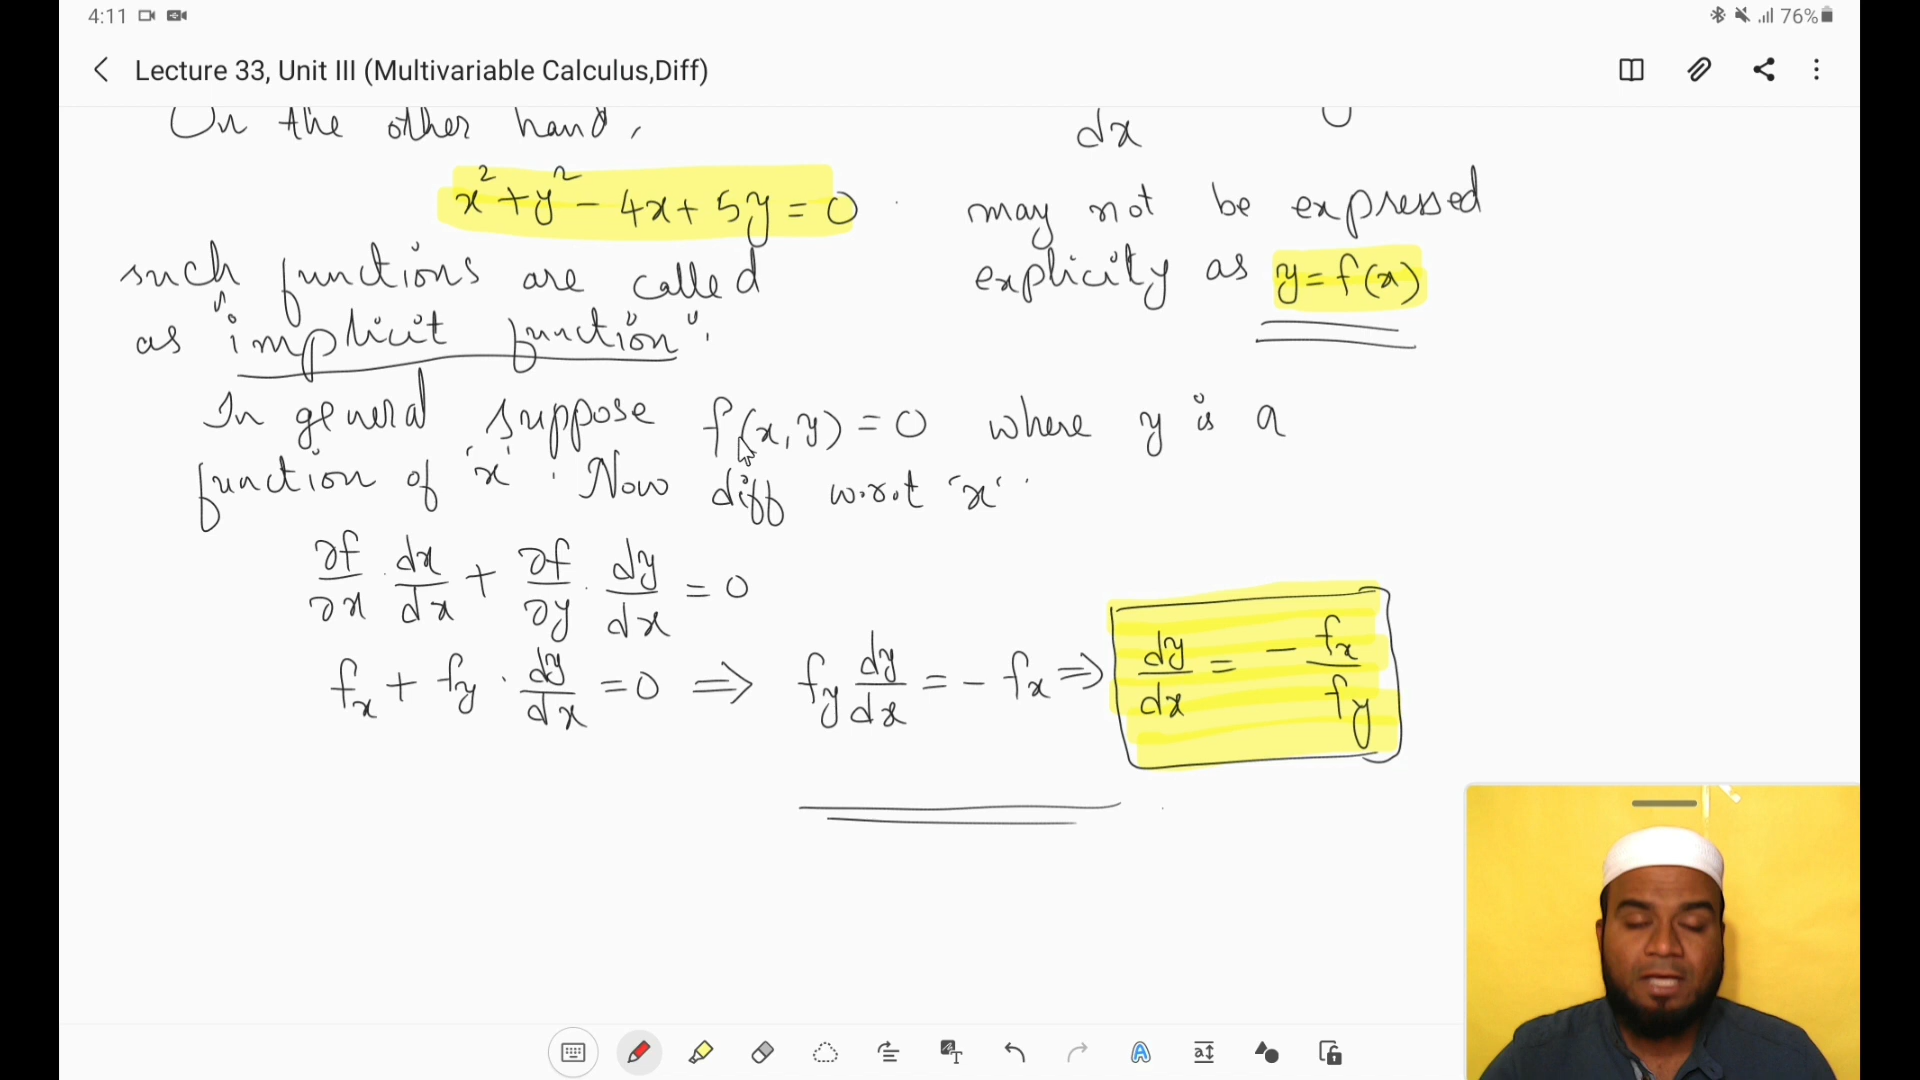 4:11
76%
Lecture 33, Unit III (Multivariable Calculus,Diff)
On the other hand,
x² + y² - 4x + 5y = 0
such functions are called
as "implicit function".
dx
may not be expressed
explicity as y = f(x)
In general suppose f(x,y) = 0 where y is a
function of 'x'. Now diff w.r.t 'x'.
∂f/∂x · dx/dx + ∂f/∂y · dy/dx = 0
fx + fy · dy/dx = 0 ⇒ fy dy/dx = - fx ⇒ dy/dx = - fx/fy